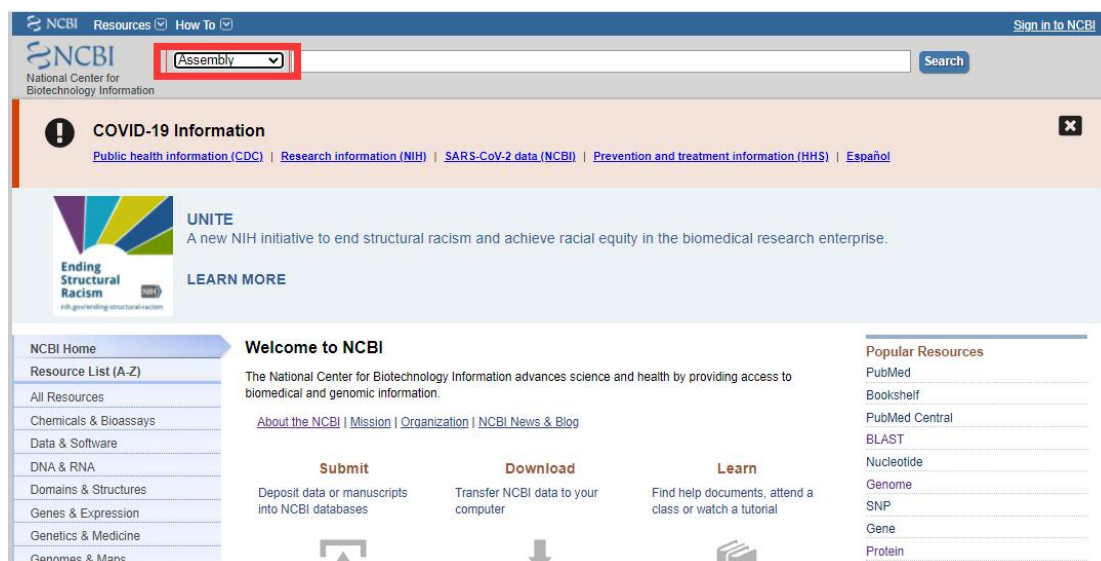 NCBI Resources How To Sign in to NCBI
NCBI
National Center for
Biotechnology Information
Assembly
Search
COVID-19 Information
Public health information (CDC) | Research information (NIH) | SARS-CoV-2 data (NCBI) | Prevention and treatment information (HHS) | Español
UNITE
A new NIH initiative to end structural racism and achieve racial equity in the biomedical research enterprise.
LEARN MORE
Ending
Structural
Racism
NIH
nih.gov/ending-structural-racism
NCBI Home
Resource List (A-Z)
All Resources
Chemicals & Bioassays
Data & Software
DNA & RNA
Domains & Structures
Genes & Expression
Genetics & Medicine
Genomes & Maps
Welcome to NCBI
The National Center for Biotechnology Information advances science and health by providing access to
biomedical and genomic information.
About the NCBI | Mission | Organization | NCBI News & Blog
Submit
Deposit data or manuscripts
into NCBI databases
Download
Transfer NCBI data to your
computer
Learn
Find help documents, attend a
class or watch a tutorial
Popular Resources
PubMed
Bookshelf
PubMed Central
BLAST
Nucleotide
Genome
SNP
Gene
Protein